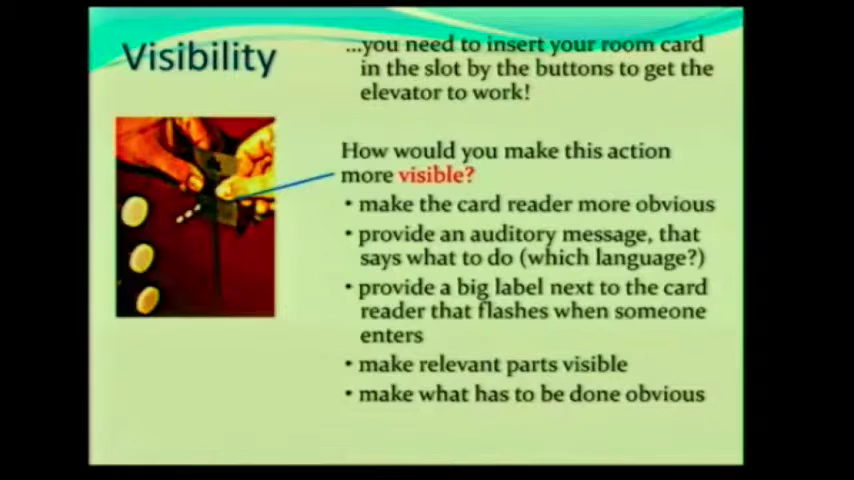 Visibility
...you need to insert your room card
in the slot by the buttons to get the
elevator to work!
How would you make this action
more visible?
• make the card reader more obvious
• provide an auditory message, that
says what to do (which language?)
• provide a big label next to the card
reader that flashes when someone
enters
• make relevant parts visible
• make what has to be done obvious